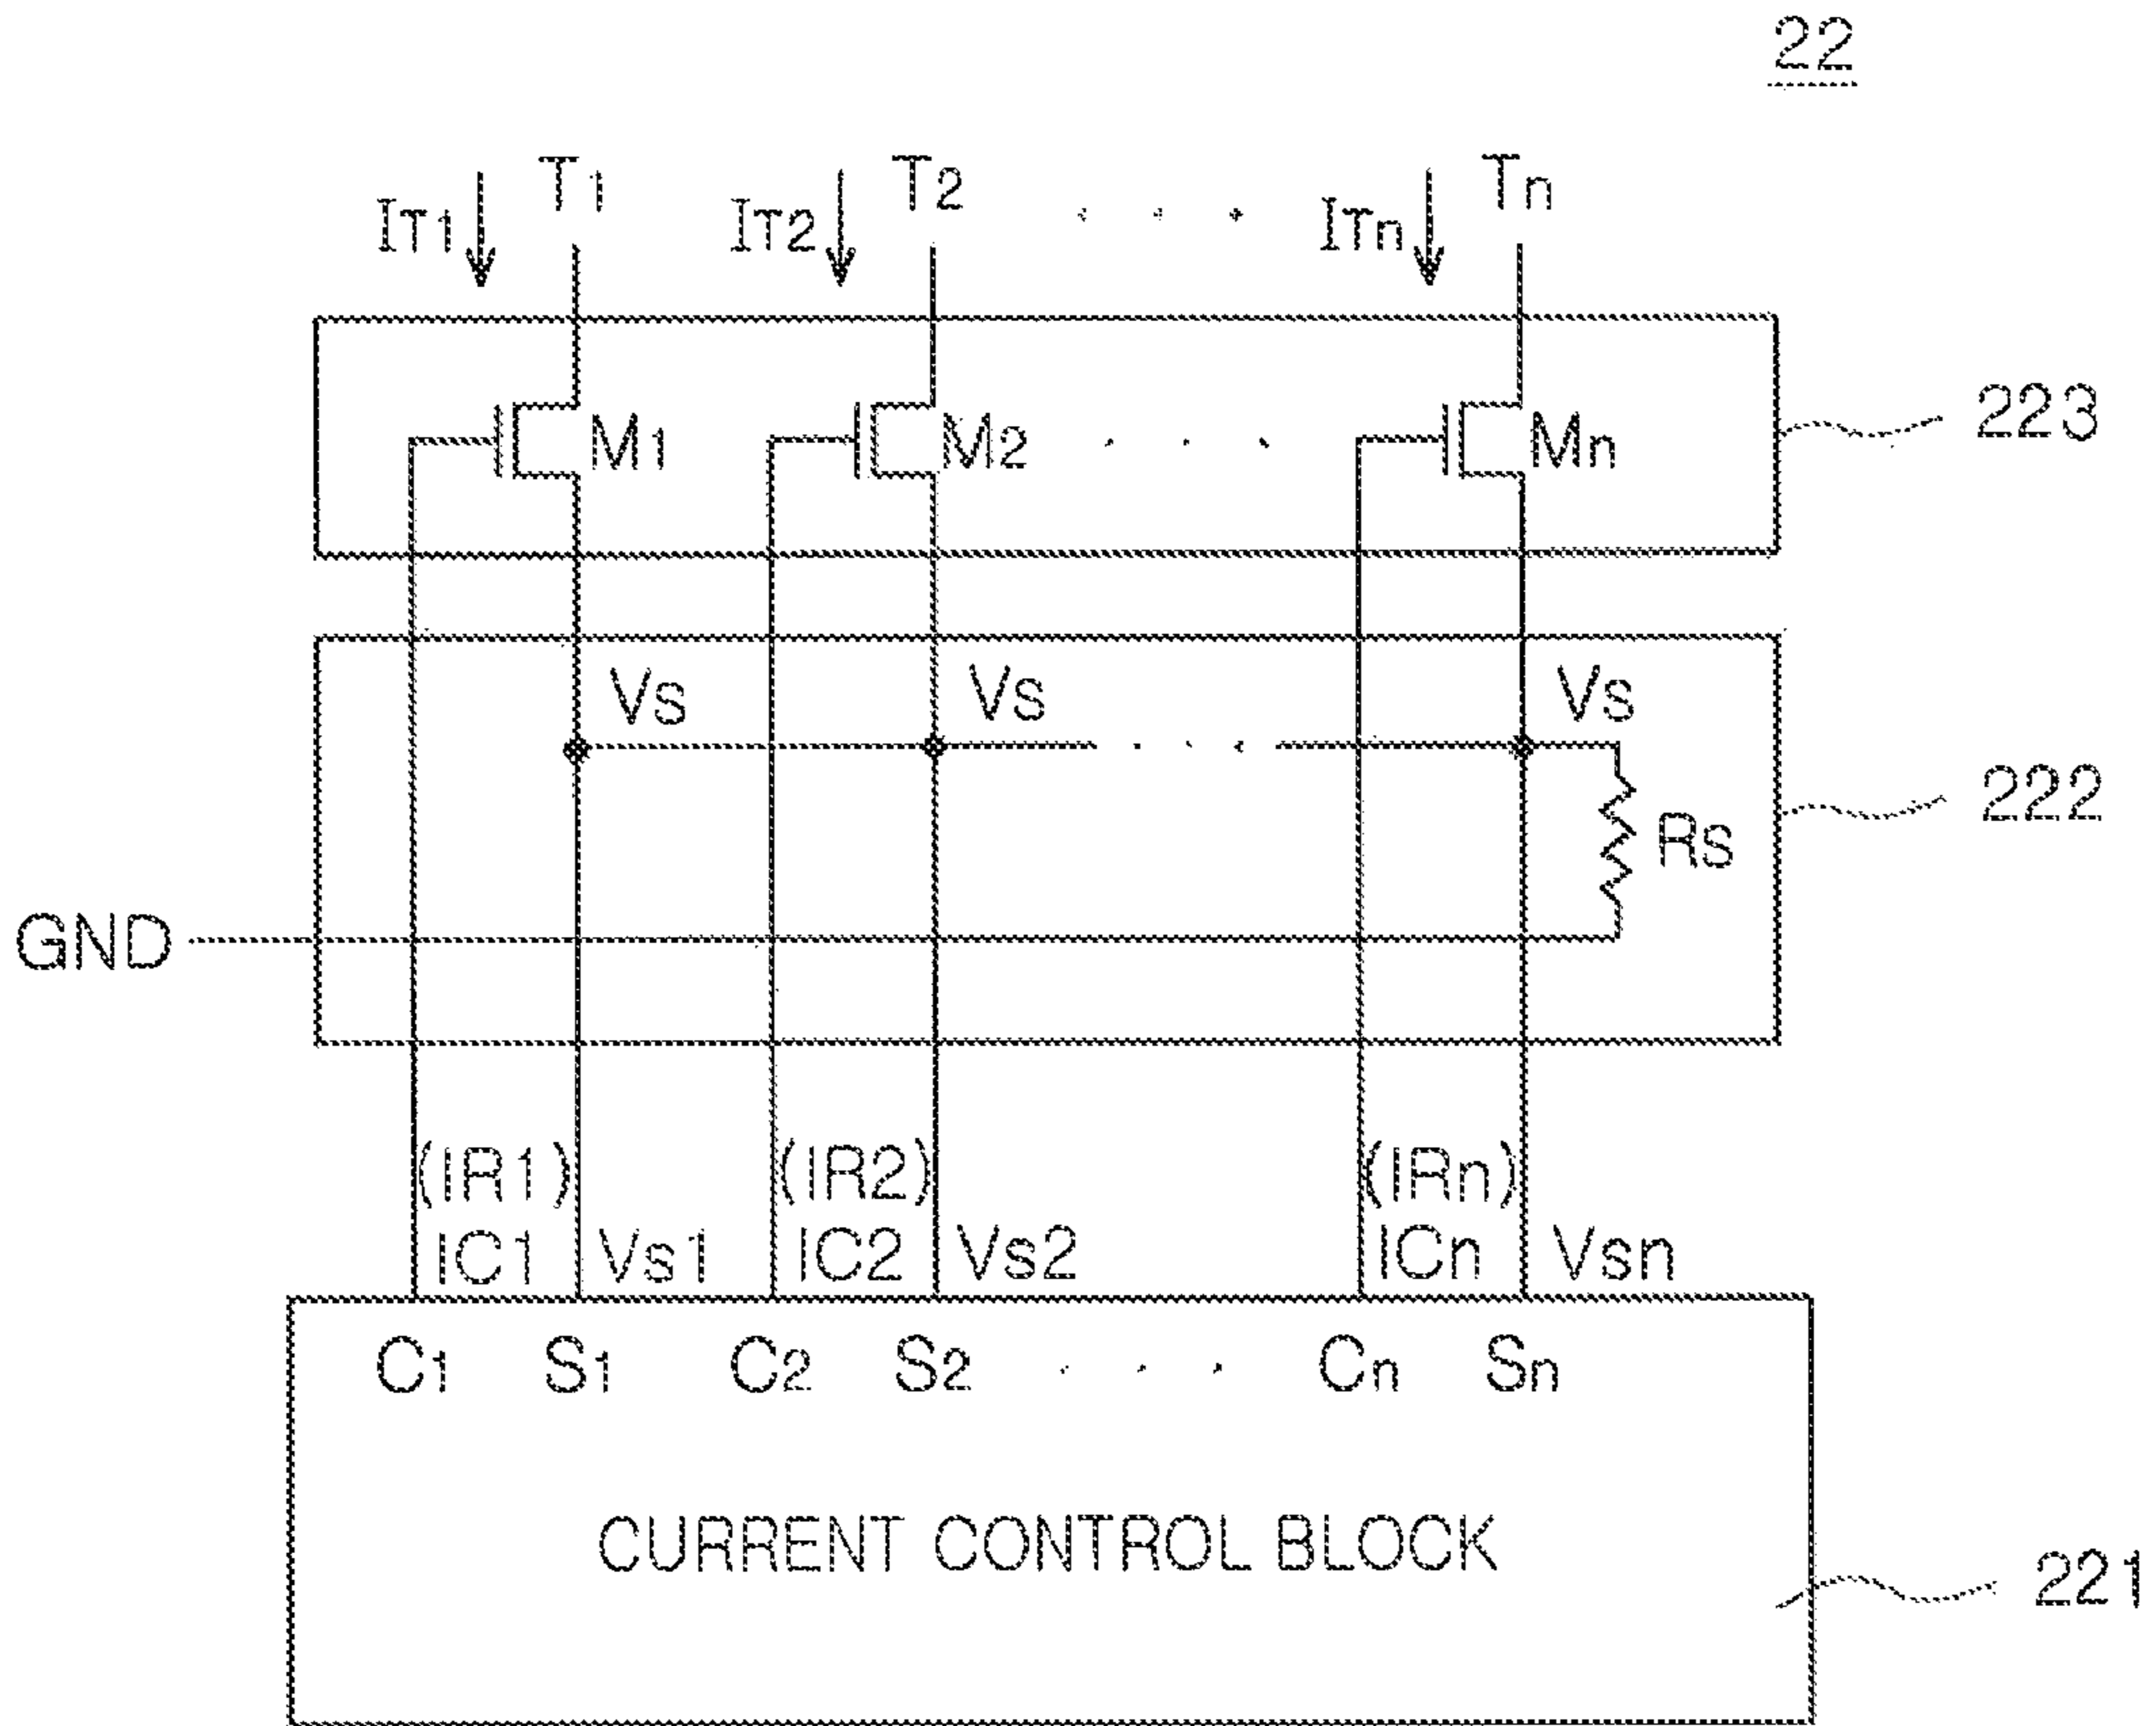 22
T1 T2 Tn
IT1 IT2 ITn
M1 M2 Mn
223
Vs Vs Vs
222
Rs
GND
(IR1) (IR2) (IRn)
IC1 Vs1 IC2 Vs2 ICn Vsn
C1 S1 C2 S2 Cn Sn
CURRENT CONTROL BLOCK
221